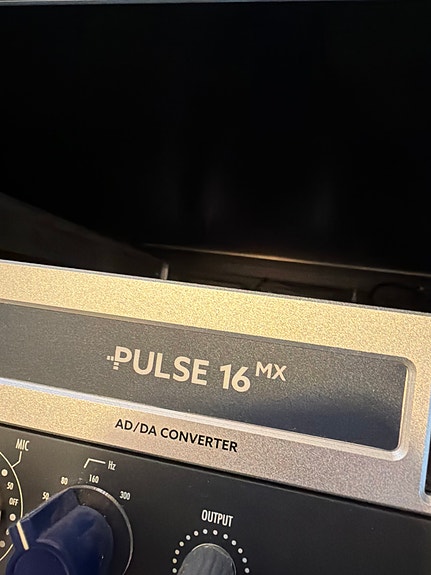 PULSE 16 MX
AD/DA CONVERTER
MIC
50
OFF
Hz
50 80 160 300
OUTPUT